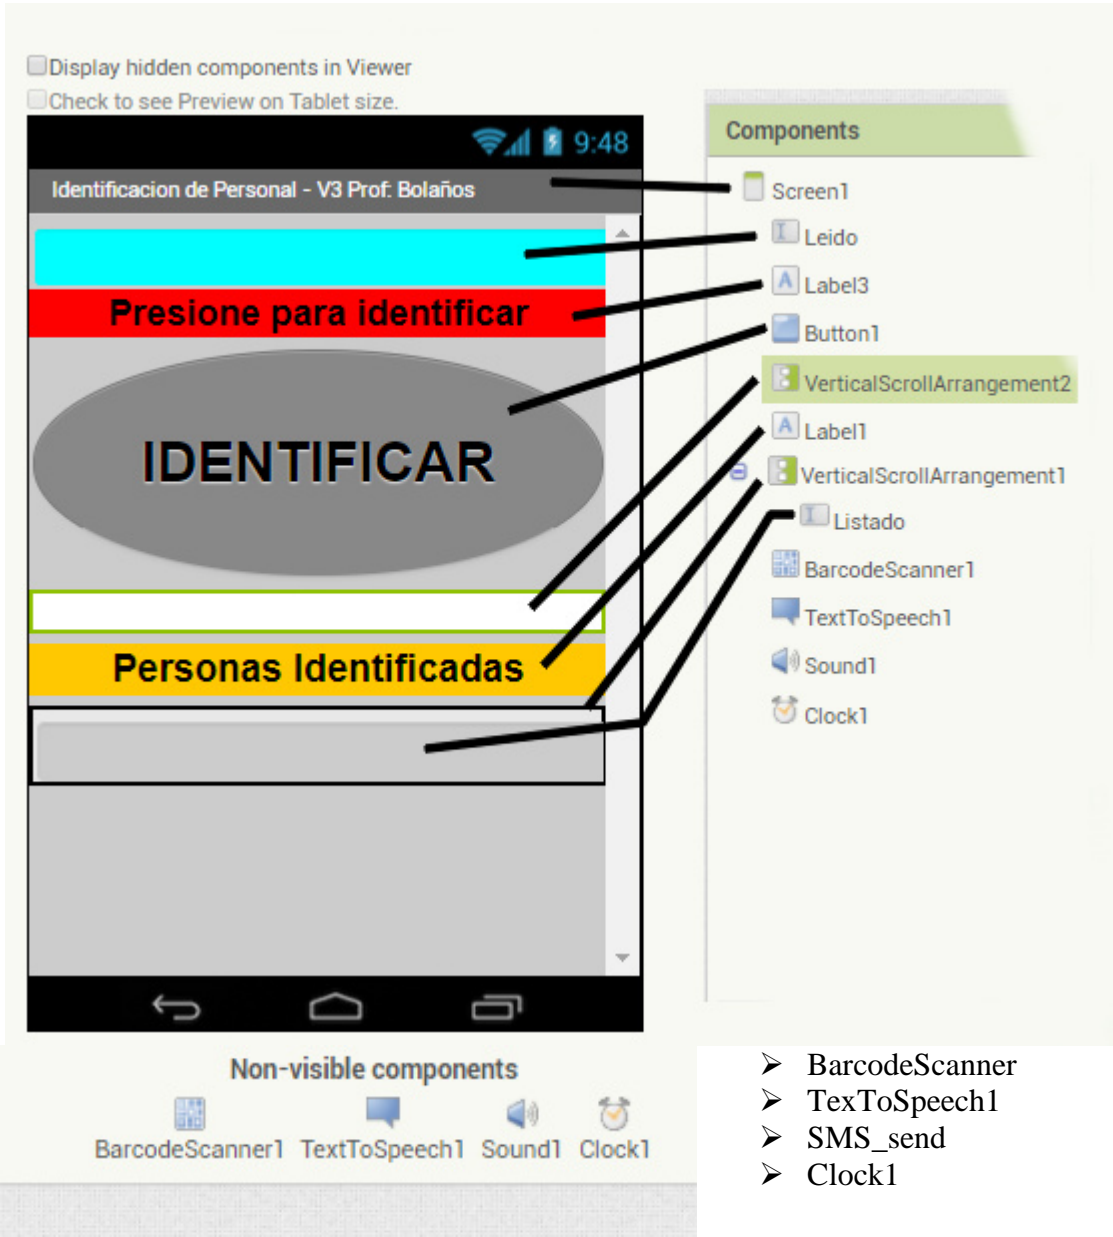 Display hidden components in Viewer
Check to see Preview on Tablet size.
9:48
Identificacion de Personal - V3 Prof: Bolaños
Presione para identificar
IDENTIFICAR
Personas Identificadas
Components
Screen1
Leido
Label3
Button1
VerticalScrollArrangement2
Label1
VerticalScrollArrangement1
Listado
BarcodeScanner1
TextToSpeech1
Sound1
Clock1
Non-visible components
BarcodeScanner1 TextToSpeech1 Sound1 Clock1
➢ BarcodeScanner
➢ TexToSpeech1
➢ SMS_send
➢ Clock1